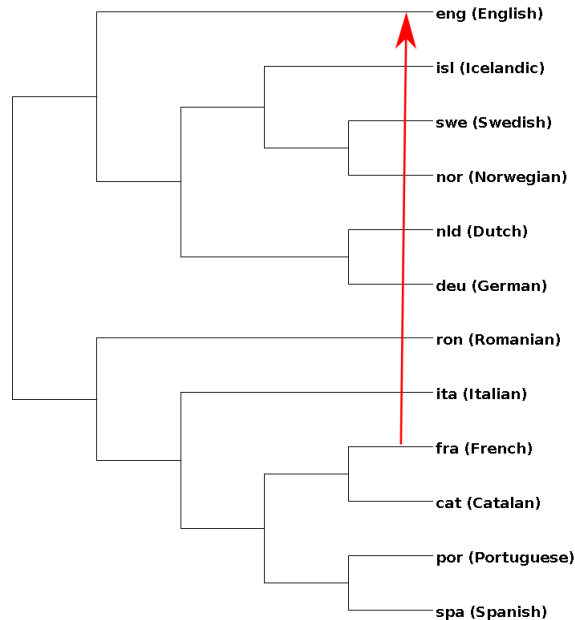 eng (English)
isl (Icelandic)
swe (Swedish)
nor (Norwegian)
nld (Dutch)
deu (German)
ron (Romanian)
ita (Italian)
fra (French)
cat (Catalan)
por (Portuguese)
spa (Spanish)